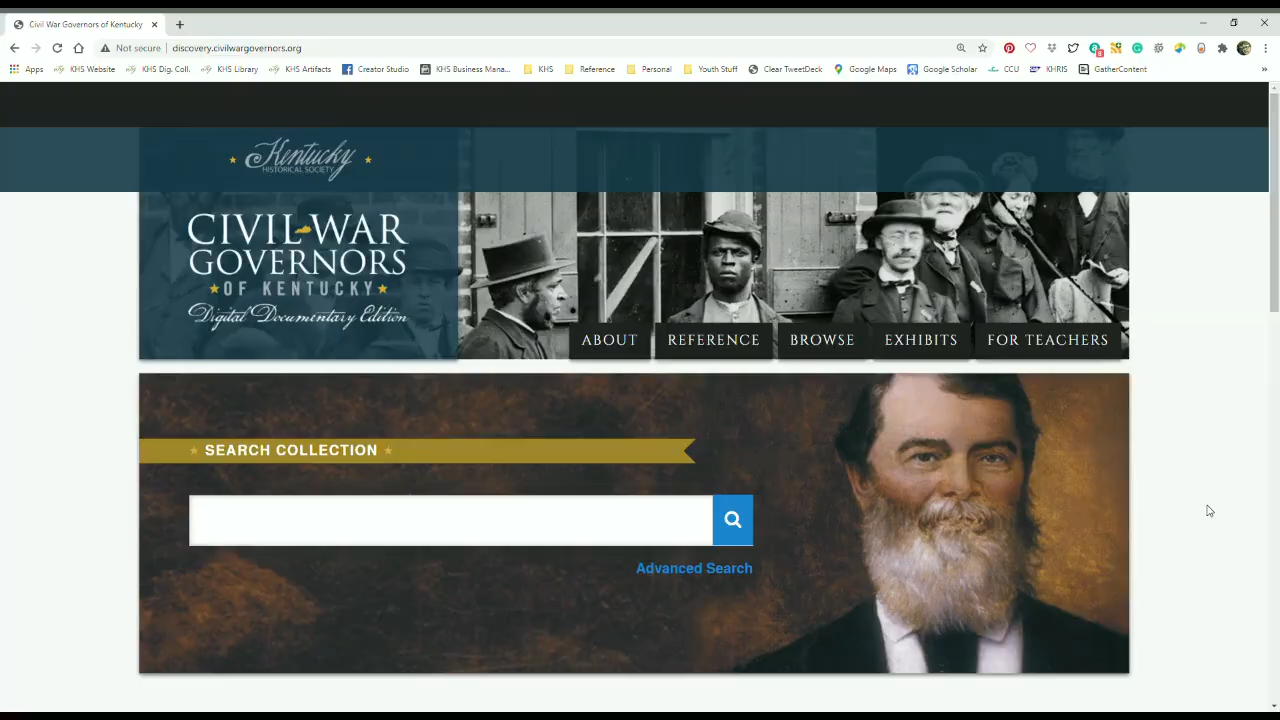 Civil War Governors of Kentucky
Not secure
discovery.civilwargovernors.org
8
Apps
KHS Website
KHS Dig. Coll.
KHS Library
KHS Artifacts
Creator Studio
KHS Business Mana...
KHS
Reference
Personal
Youth Stuff
Clear TweetDeck
Google Maps
Google Scholar
CCU
KHRIS
GatherContent
Kentucky
HISTORICAL SOCIETY
CIVIL WAR
GOVERNORS
OF KENTUCKY
Digital Documentary Edition
ABOUT
REFERENCE
BROWSE
EXHIBITS
FOR TEACHERS
SEARCH COLLECTION
Advanced Search